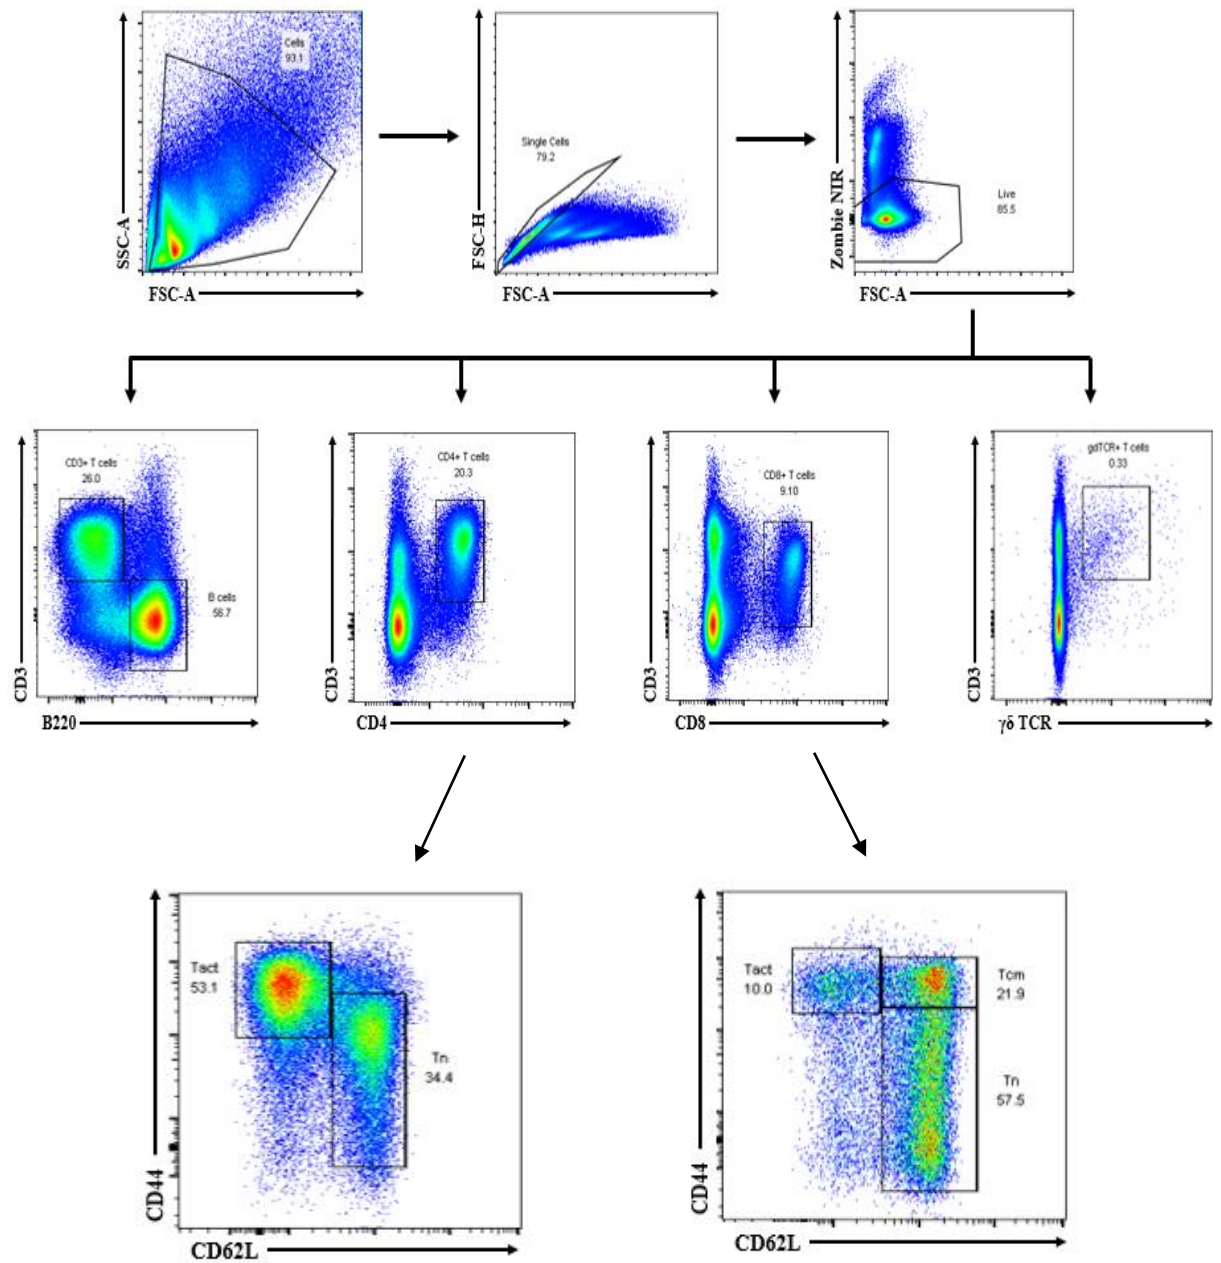 Cells
93.1
SSC-A
FSC-A
Single Cells
79.2
FSC-H
FSC-A
Live
85.5
Zombie NIR
FSC-A
CD3+ T cells
26.0
B cells
56.7
CD3
B220
CD4+ T cells
20.3
CD3
CD4
CD8+ T cells
9.10
CD3
CD8
gdTCR+ T cells
0.33
CD3
γδ TCR
Tact
53.1
Tn
34.4
CD44
CD62L
Tact
10.0
Tcm
21.9
Tn
57.5
CD44
CD62L